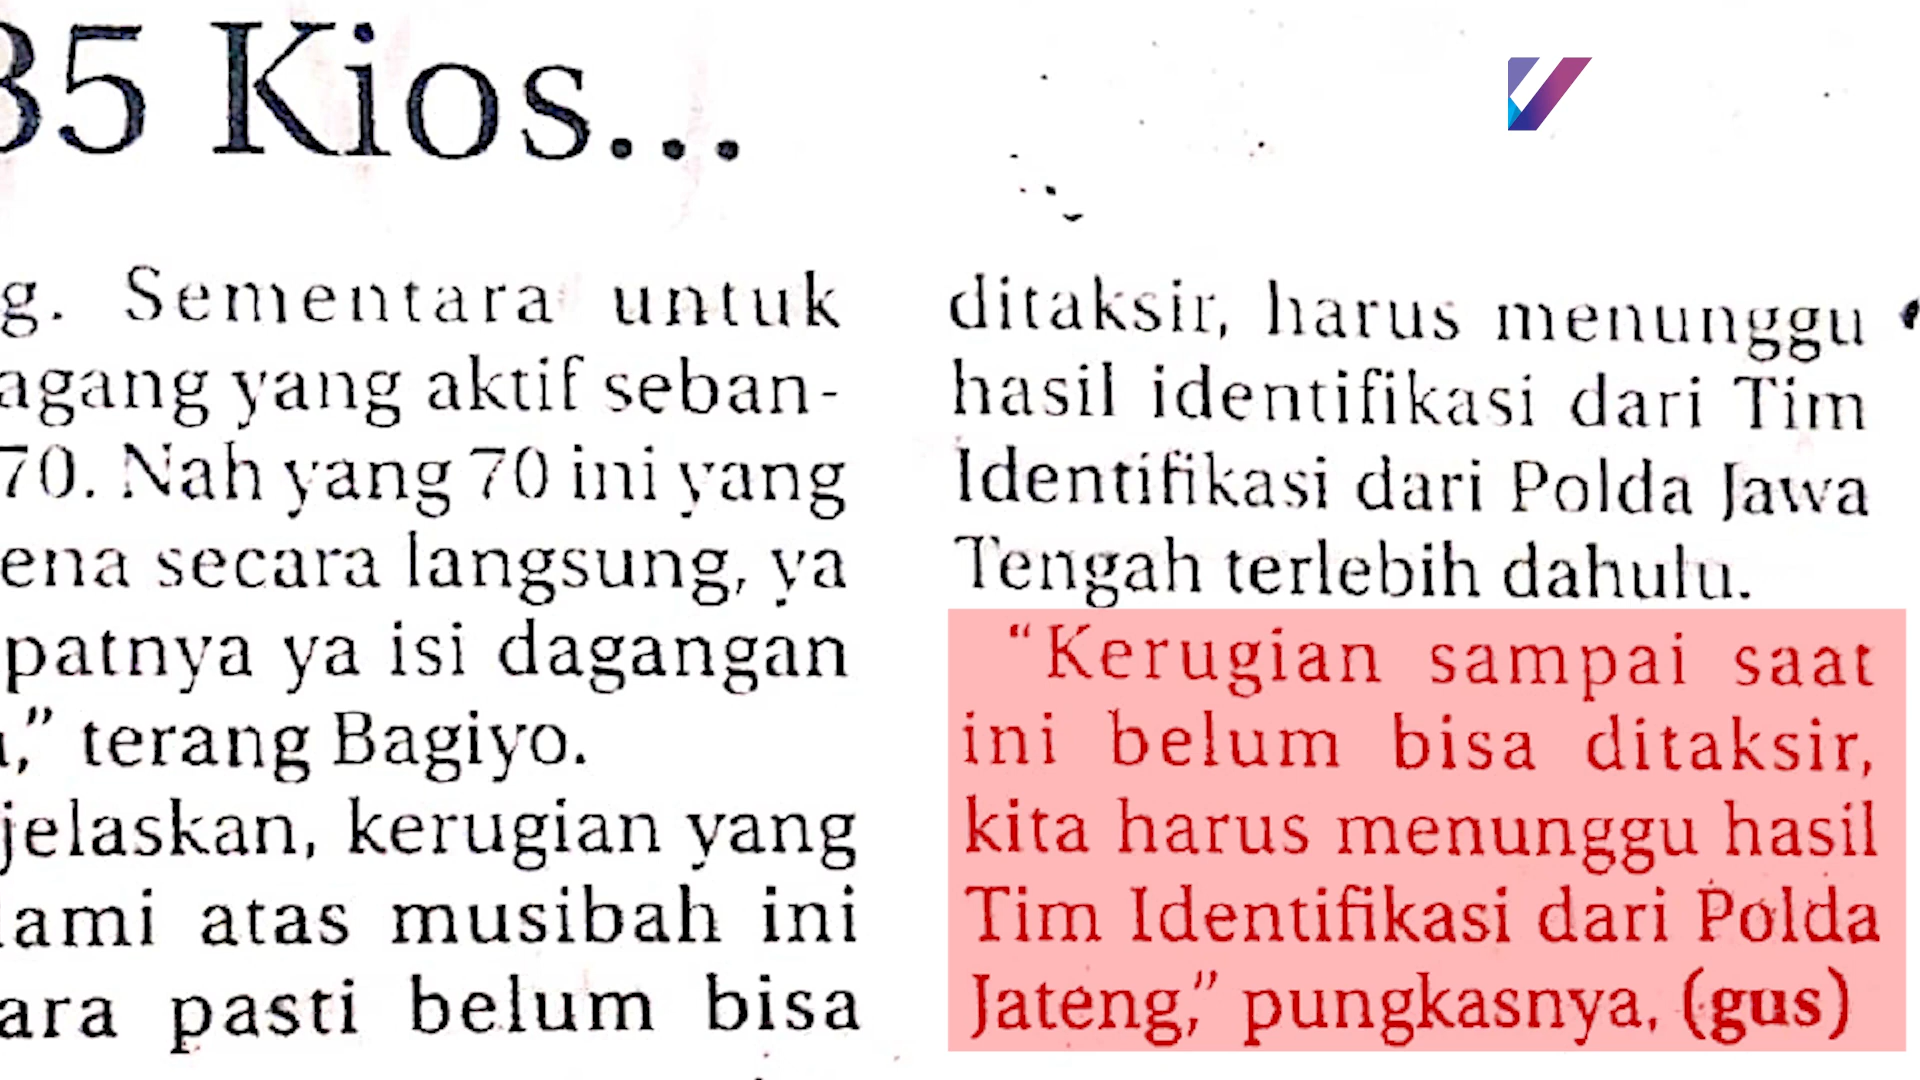 35 Kios...
g. Sementara untuk
agang yang aktif seban-
70. Nah yang 70 ini yang
ena secara langsung, ya
patnya ya isi dagangan
," terang Bagiyo.
jelaskan, kerugian yang
lami atas musibah ini
ara pasti belum bisa
ditaksir, harus menunggu
hasil identifikasi dari Tim
Identifikasi dari Polda Jawa
Tengah terlebih dahulu.
“Kerugian sampai saat
ini belum bisa ditaksir,
kita harus menunggu hasil
Tim Identifikasi dari Polda
Jateng,” pungkasnya. (gus)